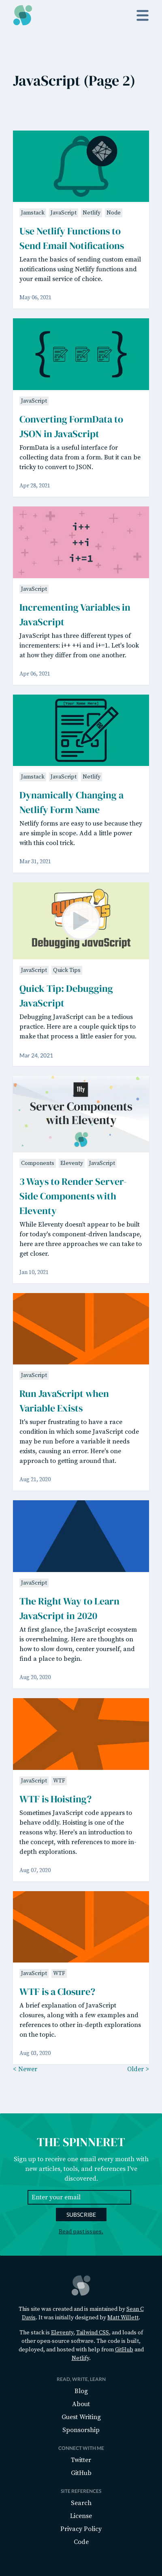 JavaScript (Page 2)
Jamstack JavaScript Netlify Node
Use Netlify Functions to
Send Email Notifications
Learn the basics of sending custom email
notifications using Netlify functions and
your email service of choice.
May 06, 2021
JavaScript
Converting FormData to
JSON in JavaScript
FormData is a useful interface for
collecting data from a form. But it can be
tricky to convert to JSON.
Apr 28, 2021
i++
++i
i+=1
JavaScript
Incrementing Variables in
JavaScript
JavaScript has three different types of
incrementers: i++ ++i and i+=1. Let's look
at how they differ from one another.
Apr 06, 2021
Jamstack JavaScript Netlify
Dynamically Changing a
Netlify Form Name
Netlify forms are easy to use because they
are simple in scope. Add a little power
with this cool trick.
Mar 31, 2021
Debugging JavaScript
JavaScript Quick Tips
Quick Tip: Debugging
JavaScript
Debugging JavaScript can be a tedious
practice. Here are a couple quick tips to
make that process a little easier for you.
Mar 24, 2021
11ty
Server Components
with Eleventy
Components Eleventy JavaScript
3 Ways to Render Server-
Side Components with
Eleventy
While Eleventy doesn't appear to be built
for today's component-driven landscape,
here are three approaches we can take to
get closer.
Jan 10, 2021
JavaScript
Run JavaScript when
Variable Exists
It's super frustrating to have a race
condition in which some JavaScript code
may be run before a variable it needs
exists, causing an error. Here's one
approach to getting around that.
Aug 21, 2020
JavaScript
The Right Way to Learn
JavaScript in 2020
At first glance, the JavaScript ecosystem
is overwhelming. Here are thoughts on
how to slow down, center yourself, and
find a place to begin.
Aug 20, 2020
JavaScript WTF
WTF is Hoisting?
Sometimes JavaScript code appears to
behave oddly. Hoisting is one of the
reasons why. Here's an introduction to
the concept, with references to more in-
depth explorations.
Aug 07, 2020
JavaScript WTF
WTF is a Closure?
A brief explanation of JavaScript
closures, along with a few examples and
references to other in-depth explorations
on the topic.
Aug 03, 2020
< Newer Older >
THE SPINNERET
Sign up to receive one email every month with
new articles, tools, and references I've
discovered.
Enter your email
SUBSCRIBE
Read past issues.
This site was created and is maintained by Sean C
Davis. It was initially designed by Matt Willett.
The stack is Eleventy, Tailwind CSS, and tools of
other open-source software. The code is built,
deployed, and hosted with help from GitHub and
Netlify.
READ, WRITE, LEARN
Blog
About
Guest Writing
Sponsorship
CONNECT WITH ME
Twitter
GitHub
SITE REFERENCES
Search
License
Privacy Policy
Code